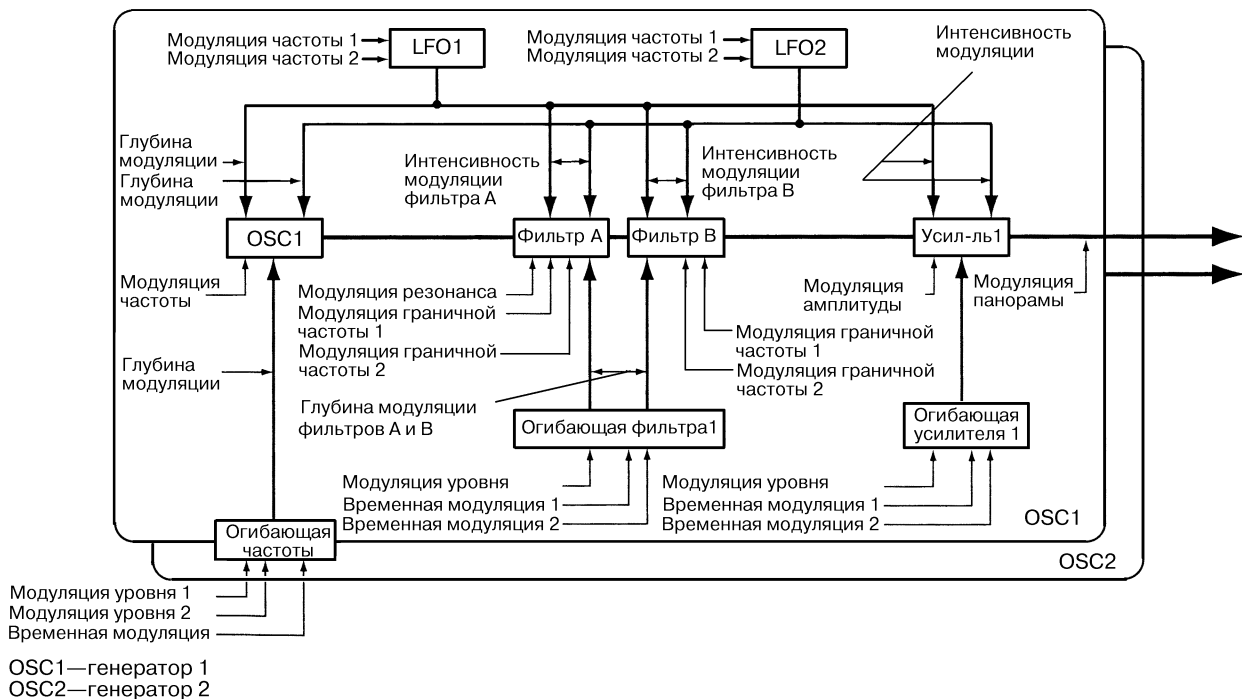 Модуляция частоты 1
Модуляция частоты 2
LFO1
Модуляция частоты 1
Модуляция частоты 2
LFO2
Интенсивность
модуляции
Глубина
модуляции
Глубина
модуляции
Интенсивность
модуляции
фильтра А
Интенсивность
модуляции
фильтра В
OSC1
Фильтр А
Фильтр В
Усил-ль1
Модуляция
частоты
Модуляция резонанса
Модуляция граничной
частоты 1
Модуляция граничной
частоты 2
Модуляция граничной
частоты 1
Модуляция граничной
частоты 2
Модуляция
амплитуды
Модуляция
панорамы
Глубина
модуляции
Глубина модуляции
фильтров А и В
Огибающая фильтра1
Огибающая
усилителя 1
Модуляция уровня
Временная модуляция 1
Временная модуляция 2
Модуляция уровня
Временная модуляция 1
Временная модуляция 2
OSC1
Огибающая
частоты
OSC2
Модуляция уровня 1
Модуляция уровня 2
Временная модуляция
OSC1—генератор 1
OSC2—генератор 2